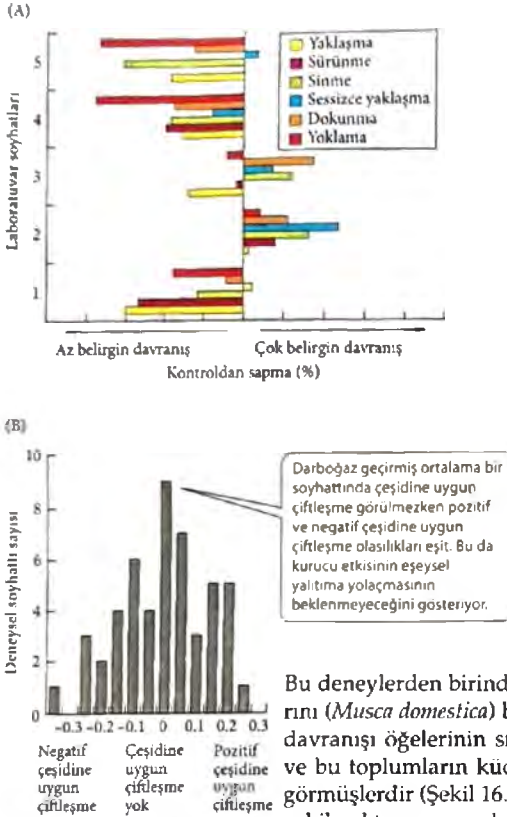 (A)
Laboratuvar soyhatları
5
4
3
2
1
Yaklaşma
Sürünme
Sinme
Sessizce yaklaşma
Dokunma
Yoklama
Az belirgin davranış
Çok belirgin davranış
Kontroldan sapma (%)
(B)
Deneysel soyhattı sayısı
10
8
6
4
2
0
-0.3 -0.2 -0.1 0 0.1 0.2 0.3
Negatif çeşidine uygun çiftleşme
Çeşidine uygun çiftleşme yok
Pozitif çeşidine uygun çiftleşme
Darboğaz geçirmiş ortalama bir
soyhattında çeşidine uygun
çiftleşme görülmezken pozitif
ve negatif çeşidine uygun
çiftleşme olasılıkları eşit. Bu da
kurucu etkisinin eşeysel
yalıtıma yolaçmasının
beklenmeyeceğini gösteriyor.
Bu deneylerden birind
rını (Musca domestica) b
davranışı öğelerinin sı
ve bu toplumların küç
görmüşlerdir (Şekil 16.